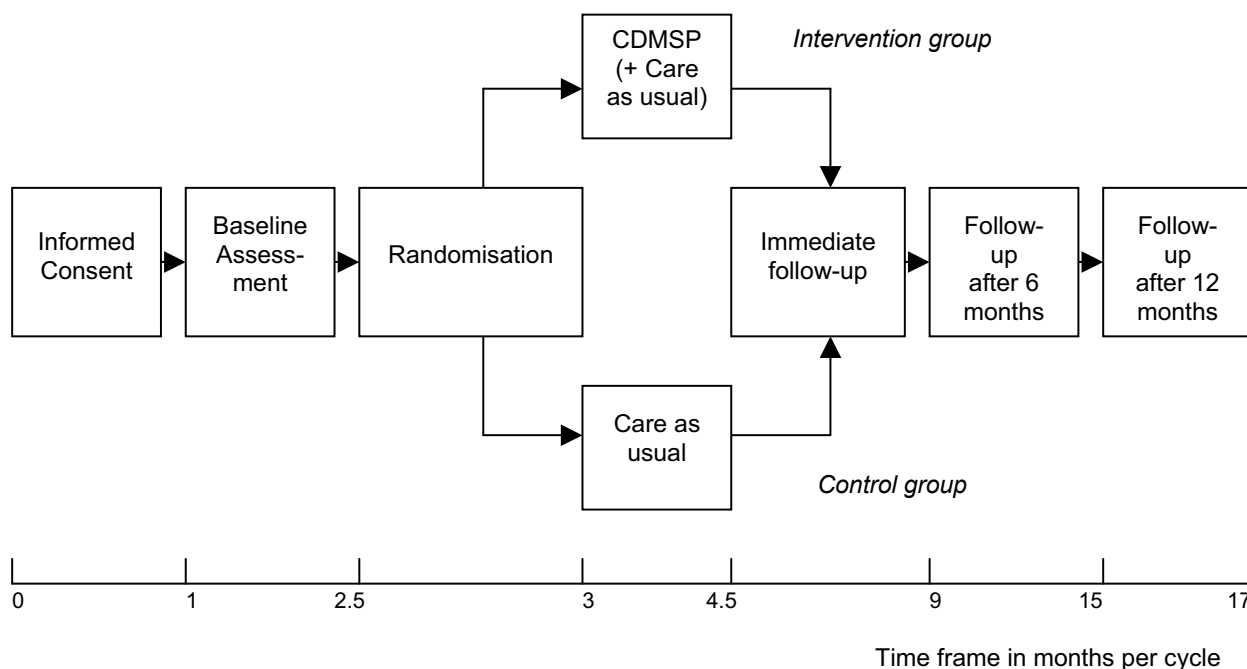 CDMSP
(+ Care
as usual)
Intervention group
Informed
Consent
Baseline
Assess-
ment
Randomisation
Immediate
follow-up
Follow-
up
after 6
months
Follow-
up
after 12
months
Care as
usual
Control group
0 1 2.5 3 4.5 9 15 17
Time frame in months per cycle